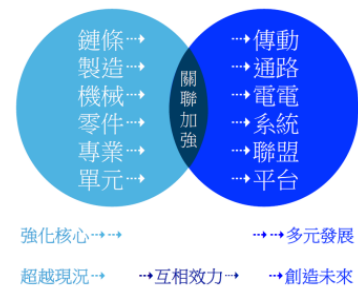 鏈條⇢ ⇢傳動
製造⇢ ⇢通路
機械⇢ ⇢電電
零件⇢ ⇢系統
專業⇢ ⇢聯盟
單元⇢ ⇢平台
關聯加強
強化核心⇢⇢ ⇢⇢多元發展
超越現況⇢ ⇢互相效力⇢ ⇢創造未來